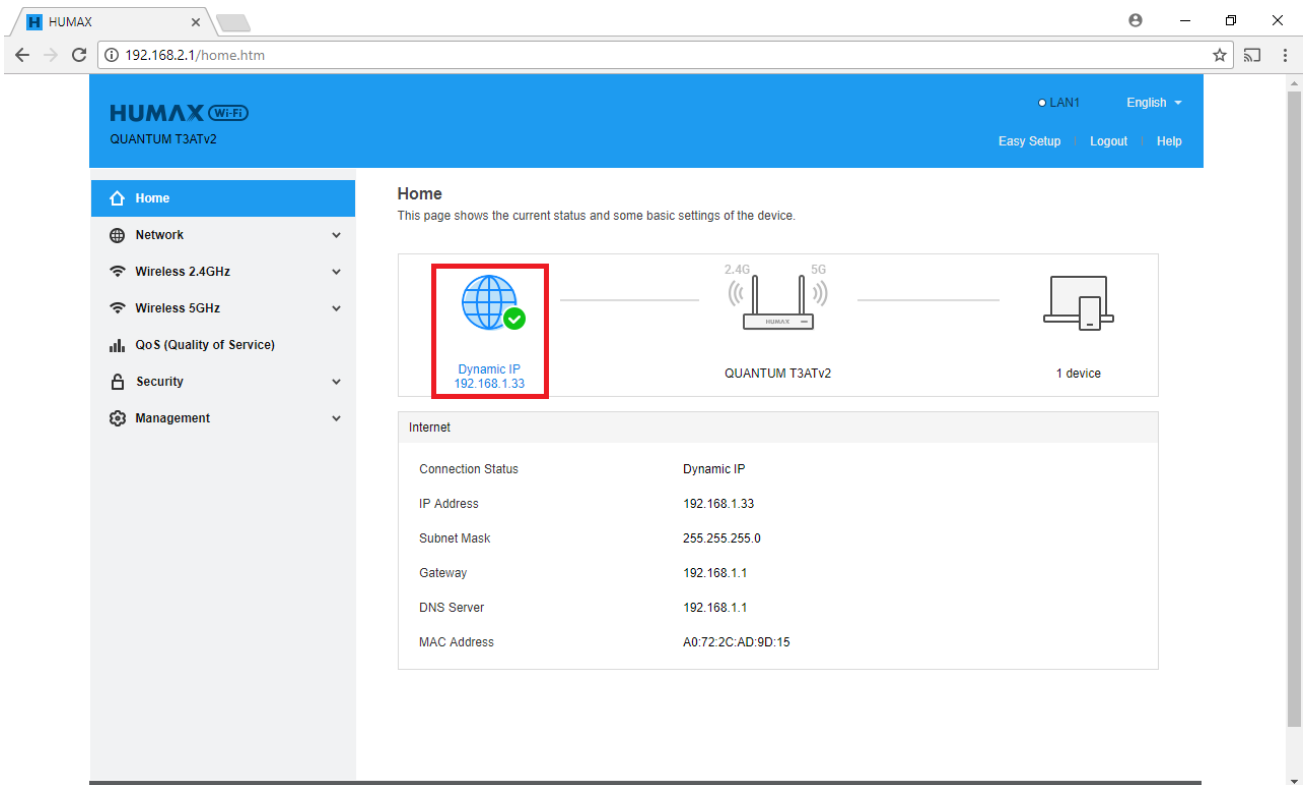 HUMAX
192.168.2.1/home.htm
HUMAX Wi-Fi
LAN1 English
QUANTUM T3ATv2
Easy Setup Logout Help
Home
Network
Wireless 2.4GHz
Wireless 5GHz
QoS (Quality of Service)
Security
Management
Home
This page shows the current status and some basic settings of the device.
2.4G 5G
HUMAX
Dynamic IP
192.168.1.33
QUANTUM T3ATv2
1 device
Internet
Connection Status Dynamic IP
IP Address 192.168.1.33
Subnet Mask 255.255.255.0
Gateway 192.168.1.1
DNS Server 192.168.1.1
MAC Address A0:72:2C:AD:9D:15